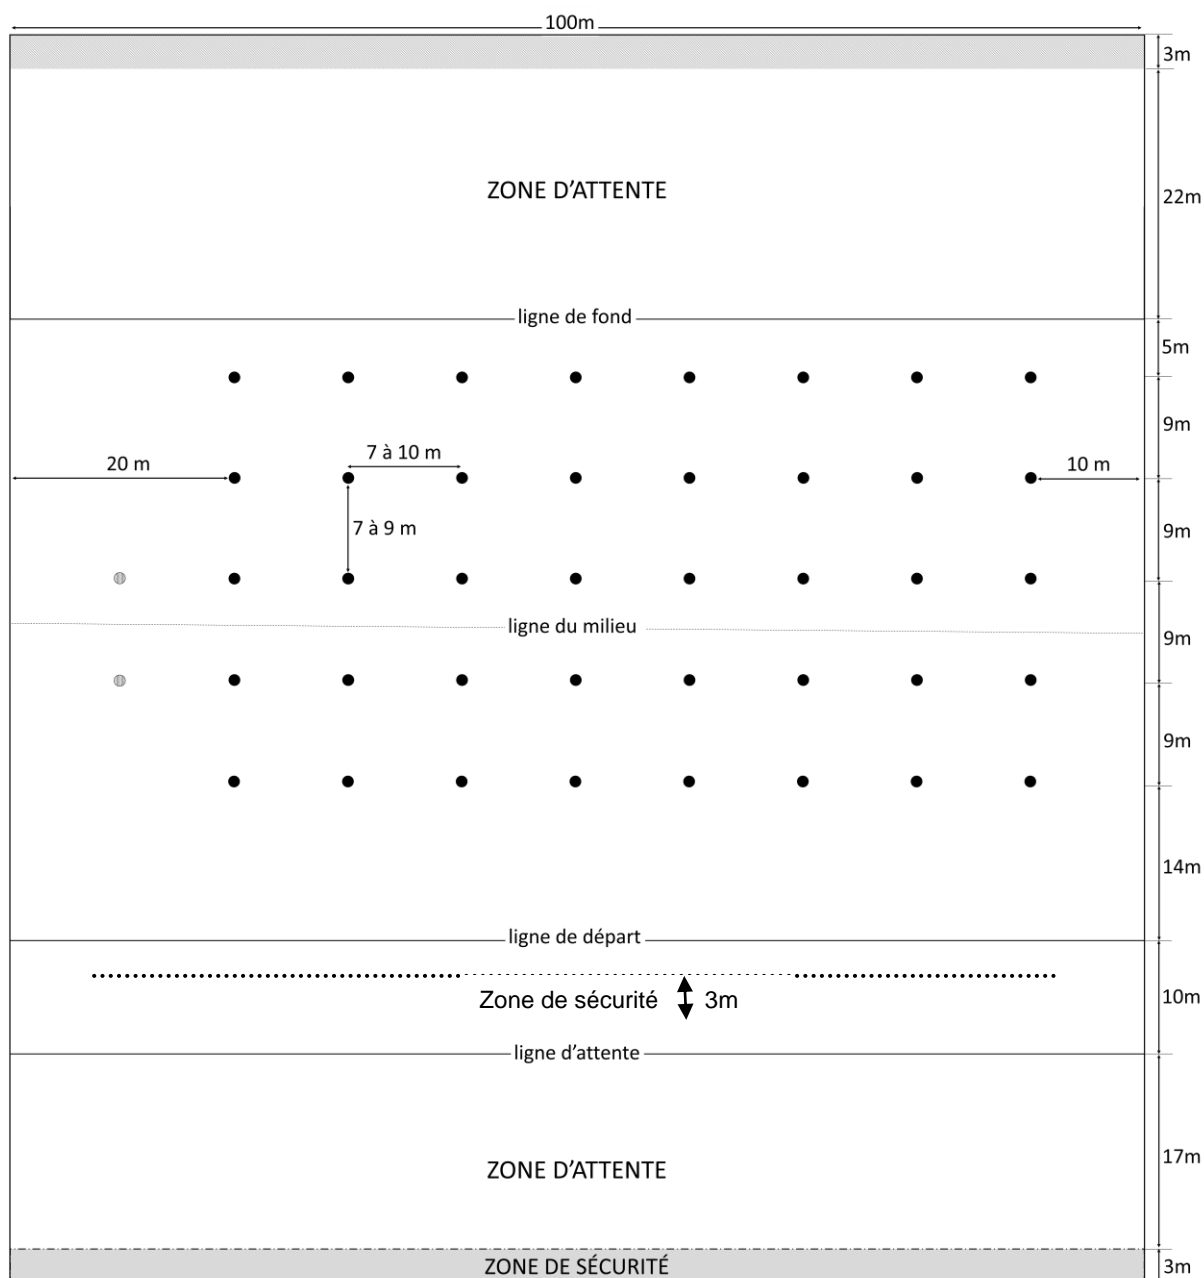 100m
3m
ZONE D'ATTENTE
22m
ligne de fond
5m
9m
7 à 10 m
20 m
10 m
7 à 9 m
9m
ligne du milieu
9m
9m
14m
ligne de départ
Zone de sécurité 3m
10m
ligne d'attente
17m
ZONE D'ATTENTE
ZONE DE SÉCURITÉ
3m